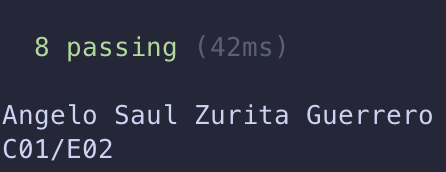 8 passing (42ms)
Angelo Saul Zurita Guerrero
C01/E02